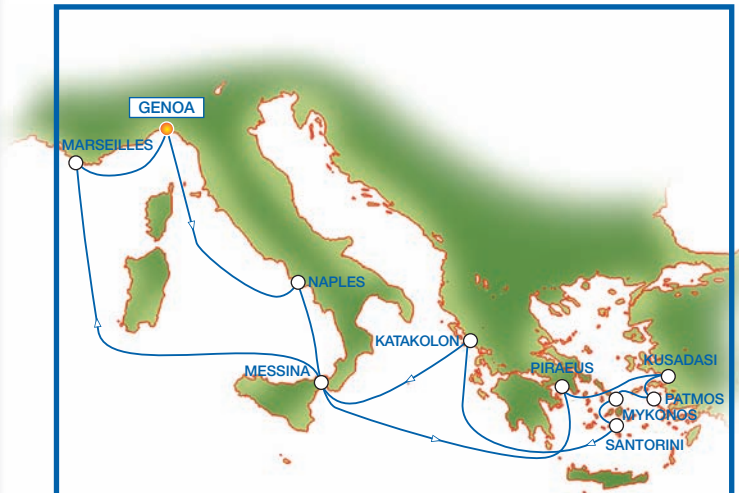 GENOA
MARSEILLES
NAPLES
KATAKOLON
PIRAEUS
KUSADASI
MESSINA
PATMOS
MYKONOS
SANTORINI